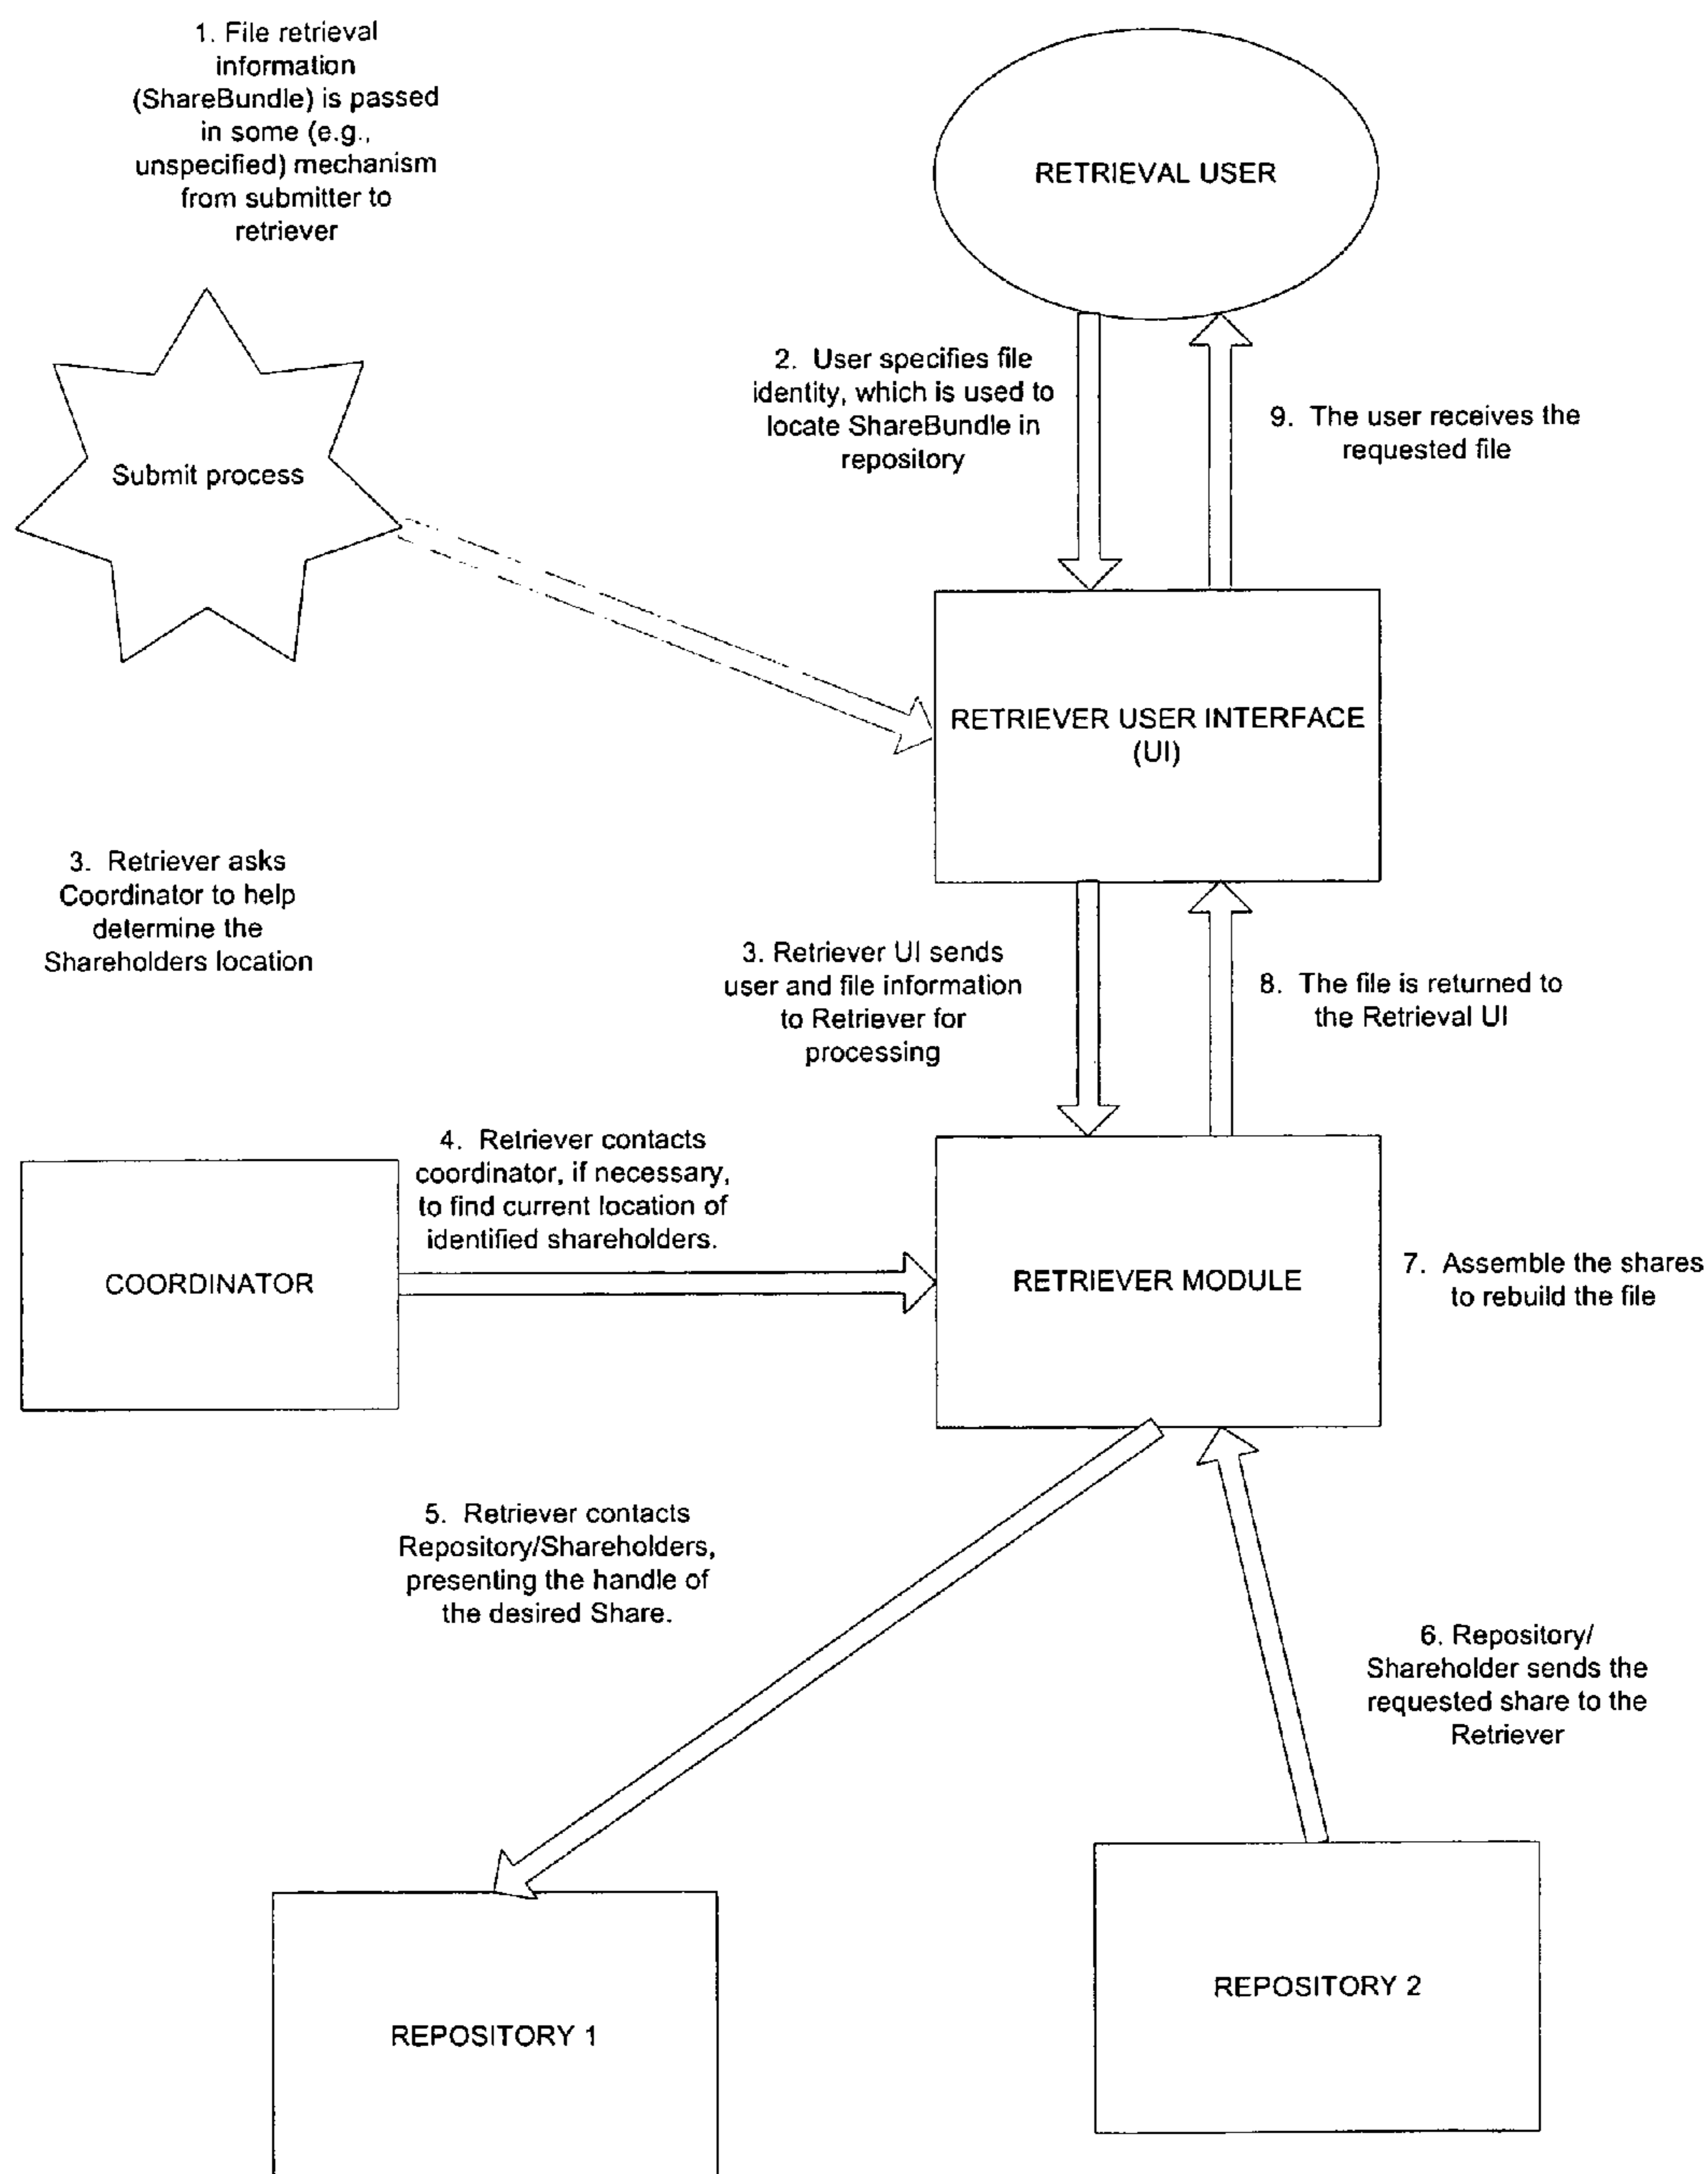 1. File retrieval
information
(ShareBundle) is passed
in some (e.g.,
unspecified) mechanism
from submitter to
retriever
RETRIEVAL USER
2. User specifies file
identity, which is used to
locate ShareBundle in
repository
9. The user receives the
requested file
Submit process
RETRIEVER USER INTERFACE
(UI)
3. Retriever asks
Coordinator to help
determine the
Shareholders location
3. Retriever UI sends
user and file information
to Retriever for
processing
8. The file is returned to
the Retrieval UI
4. Retriever contacts
coordinator, if necessary,
to find current location of
identified shareholders.
COORDINATOR
RETRIEVER MODULE
7. Assemble the shares
to rebuild the file
5. Retriever contacts
Repository/Shareholders,
presenting the handle of
the desired Share.
6. Repository/
Shareholder sends the
requested share to the
Retriever
REPOSITORY 2
REPOSITORY 1